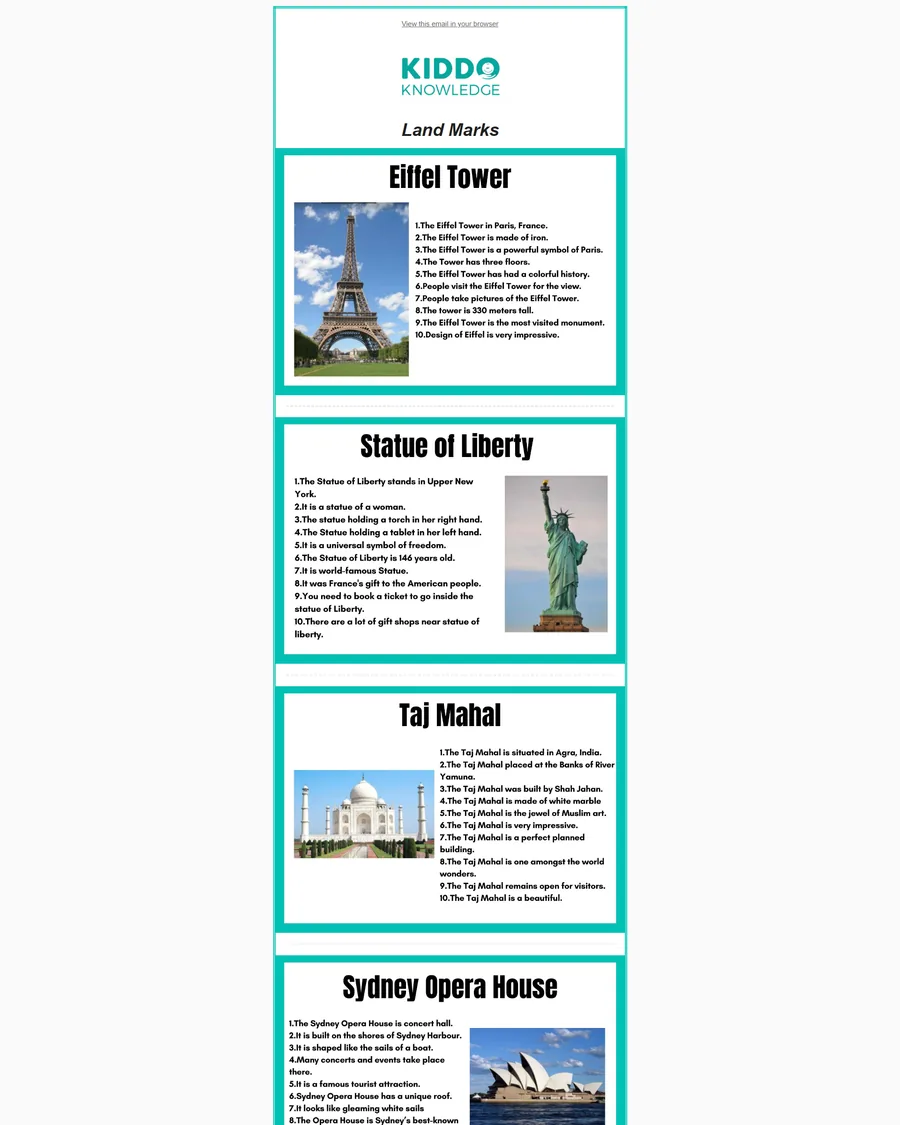 View this email in your browser
KIDDO
KNOWLEDGE
Land Marks
Eiffel Tower
1.The Eiffel Tower in Paris, France.
2.The Eiffel Tower is made of iron.
3.The Eiffel Tower is a powerful symbol of Paris.
4.The Tower has three floors.
5.The Eiffel Tower has had a colorful history.
6.People visit the Eiffel Tower for the view.
7.People take pictures of the Eiffel Tower.
8.The tower is 330 meters tall.
9.The Eiffel Tower is the most visited monument.
10.Design of Eiffel is very impressive.
Statue of Liberty
1.The Statue of Liberty stands in Upper New
York.
2.It is a statue of a woman.
3.The statue holding a torch in her right hand.
4.The Statue holding a tablet in her left hand.
5.It is a universal symbol of freedom.
6.The Statue of Liberty is 146 years old.
7.It is world-famous Statue.
8.It was France's gift to the American people.
9.You need to book a ticket to go inside the
statue of Liberty.
10.There are a lot of gift shops near statue of
liberty.
Taj Mahal
1.The Taj Mahal is situated in Agra, India.
2.The Taj Mahal placed at the Banks of River
Yamuna.
3.The Taj Mahal was built by Shah Jahan.
4.The Taj Mahal is made of white marble
5.The Taj Mahal is the jewel of Muslim art.
6.The Taj Mahal is very impressive.
7.The Taj Mahal is a perfect planned
building.
8.The Taj Mahal is one amongst the world
wonders.
9.The Taj Mahal remains open for visitors.
10.The Taj Mahal is a beautiful.
Sydney Opera House
1.The Sydney Opera House is concert hall.
2.It is built on the shores of Sydney Harbour.
3.It is shaped like the sails of a boat.
4.Many concerts and events take place
there.
5.It is a famous tourist attraction.
6.Sydney Opera House has a unique roof.
7.It looks like gleaming white sails
8.The Opera House is Sydney's best-known